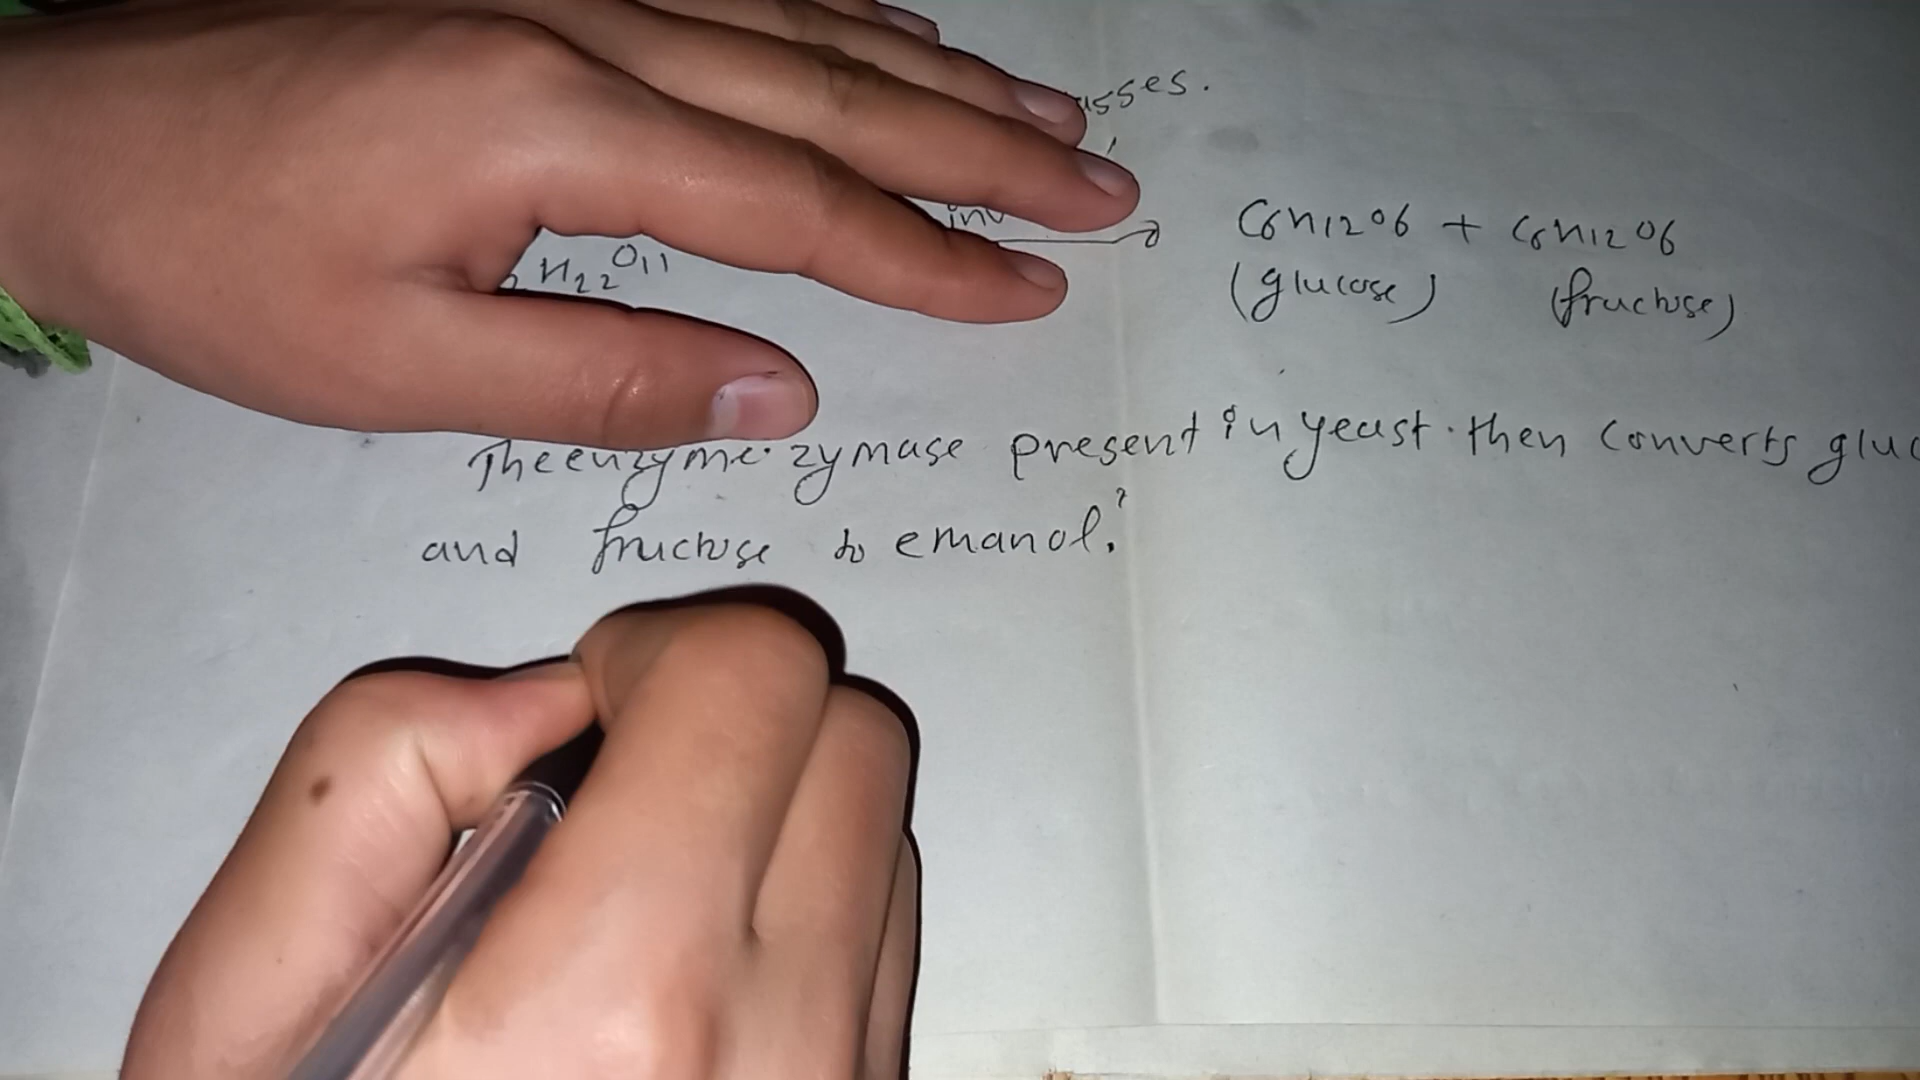 asses.
inv
H22O11 C6H12O6 + C6H12O6
(glucose) (fructose)
The enzyme zymase present in yeast then converts gluc
and fructose to emanol.